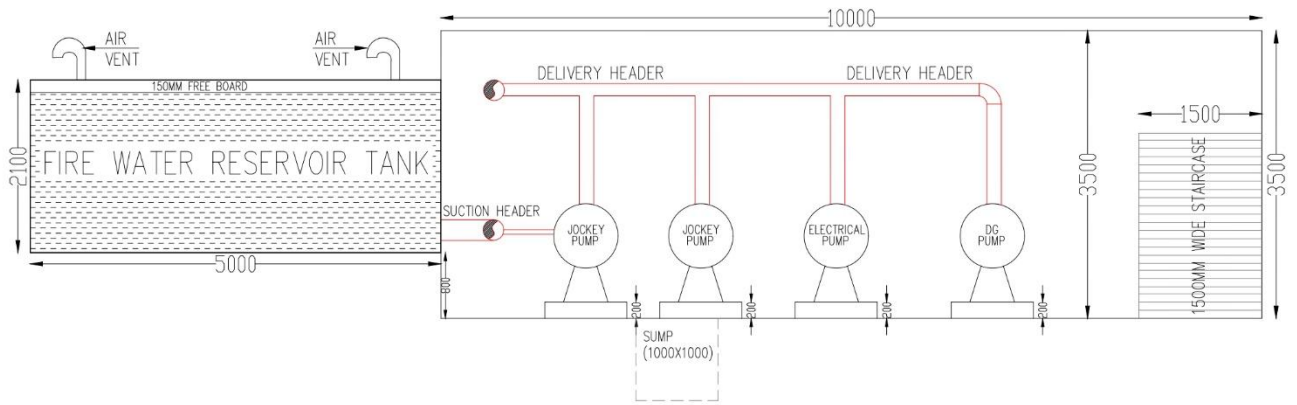 10000
AIR
VENT
AIR
VENT
DELIVERY HEADER
DELIVERY HEADER
150MM FREE BOARD
1500
2100
FIRE WATER RESERVOIR TANK
3500
1500MM WIDE STAIRCASE
3500
SUCTION HEADER
JOCKEY
PUMP
JOCKEY
PUMP
ELECTRICAL
PUMP
DG
PUMP
5000
800
200
200
200
200
SUMP
(1000X1000)